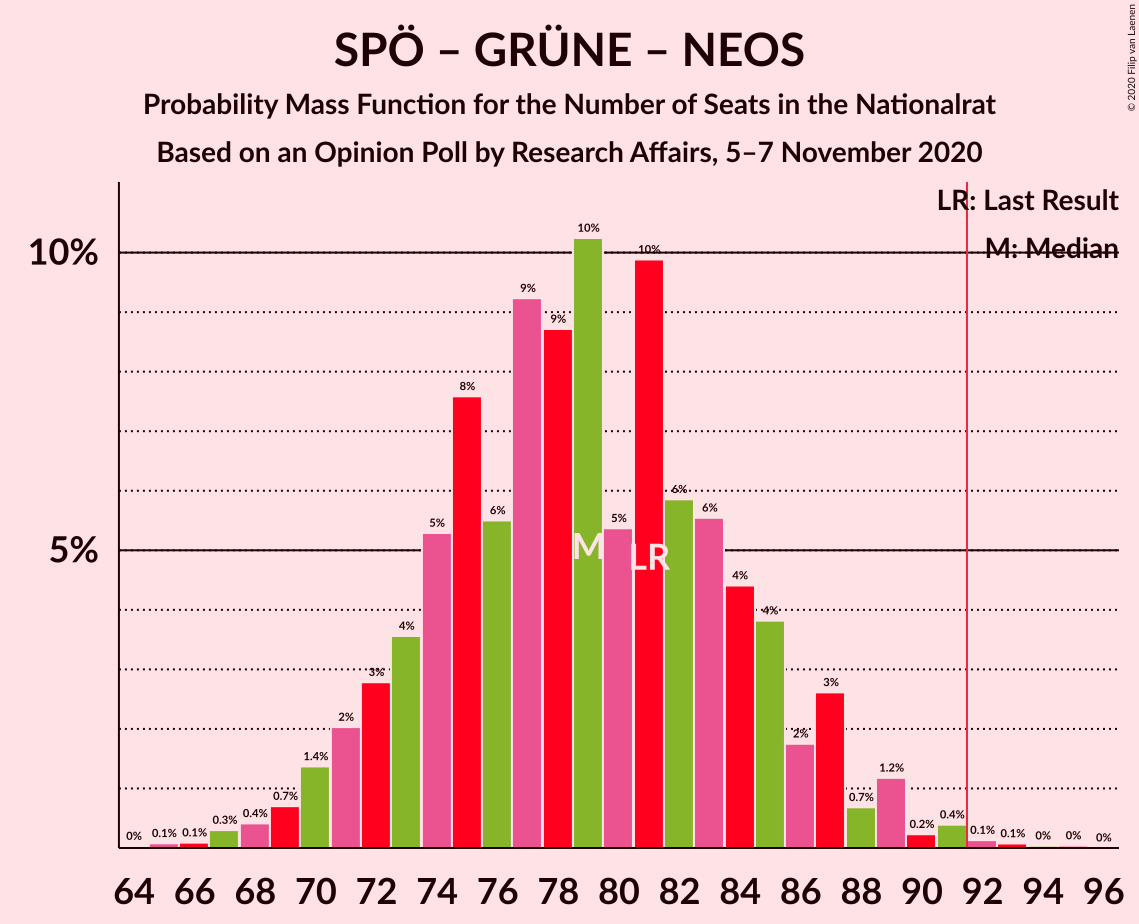 SPÖ – GRÜNE – NEOS
Probability Mass Function for the Number of Seats in the Nationalrat
Based on an Opinion Poll by Research Affairs, 5–7 November 2020
© 2020 Filip van Laenen
LR: Last Result
M: Median
10%
5%
0% 0.1% 0.1% 0.3% 0.4% 0.7% 1.4% 2% 3% 4% 5% 8% 6% 9% 9% 10% 5% 10% 6% 6% 4% 4% 2% 3% 0.7% 1.2% 0.2% 0.4% 0.1% 0.1% 0% 0% 0%
M LR
64 66 68 70 72 74 76 78 80 82 84 86 88 90 92 94 96